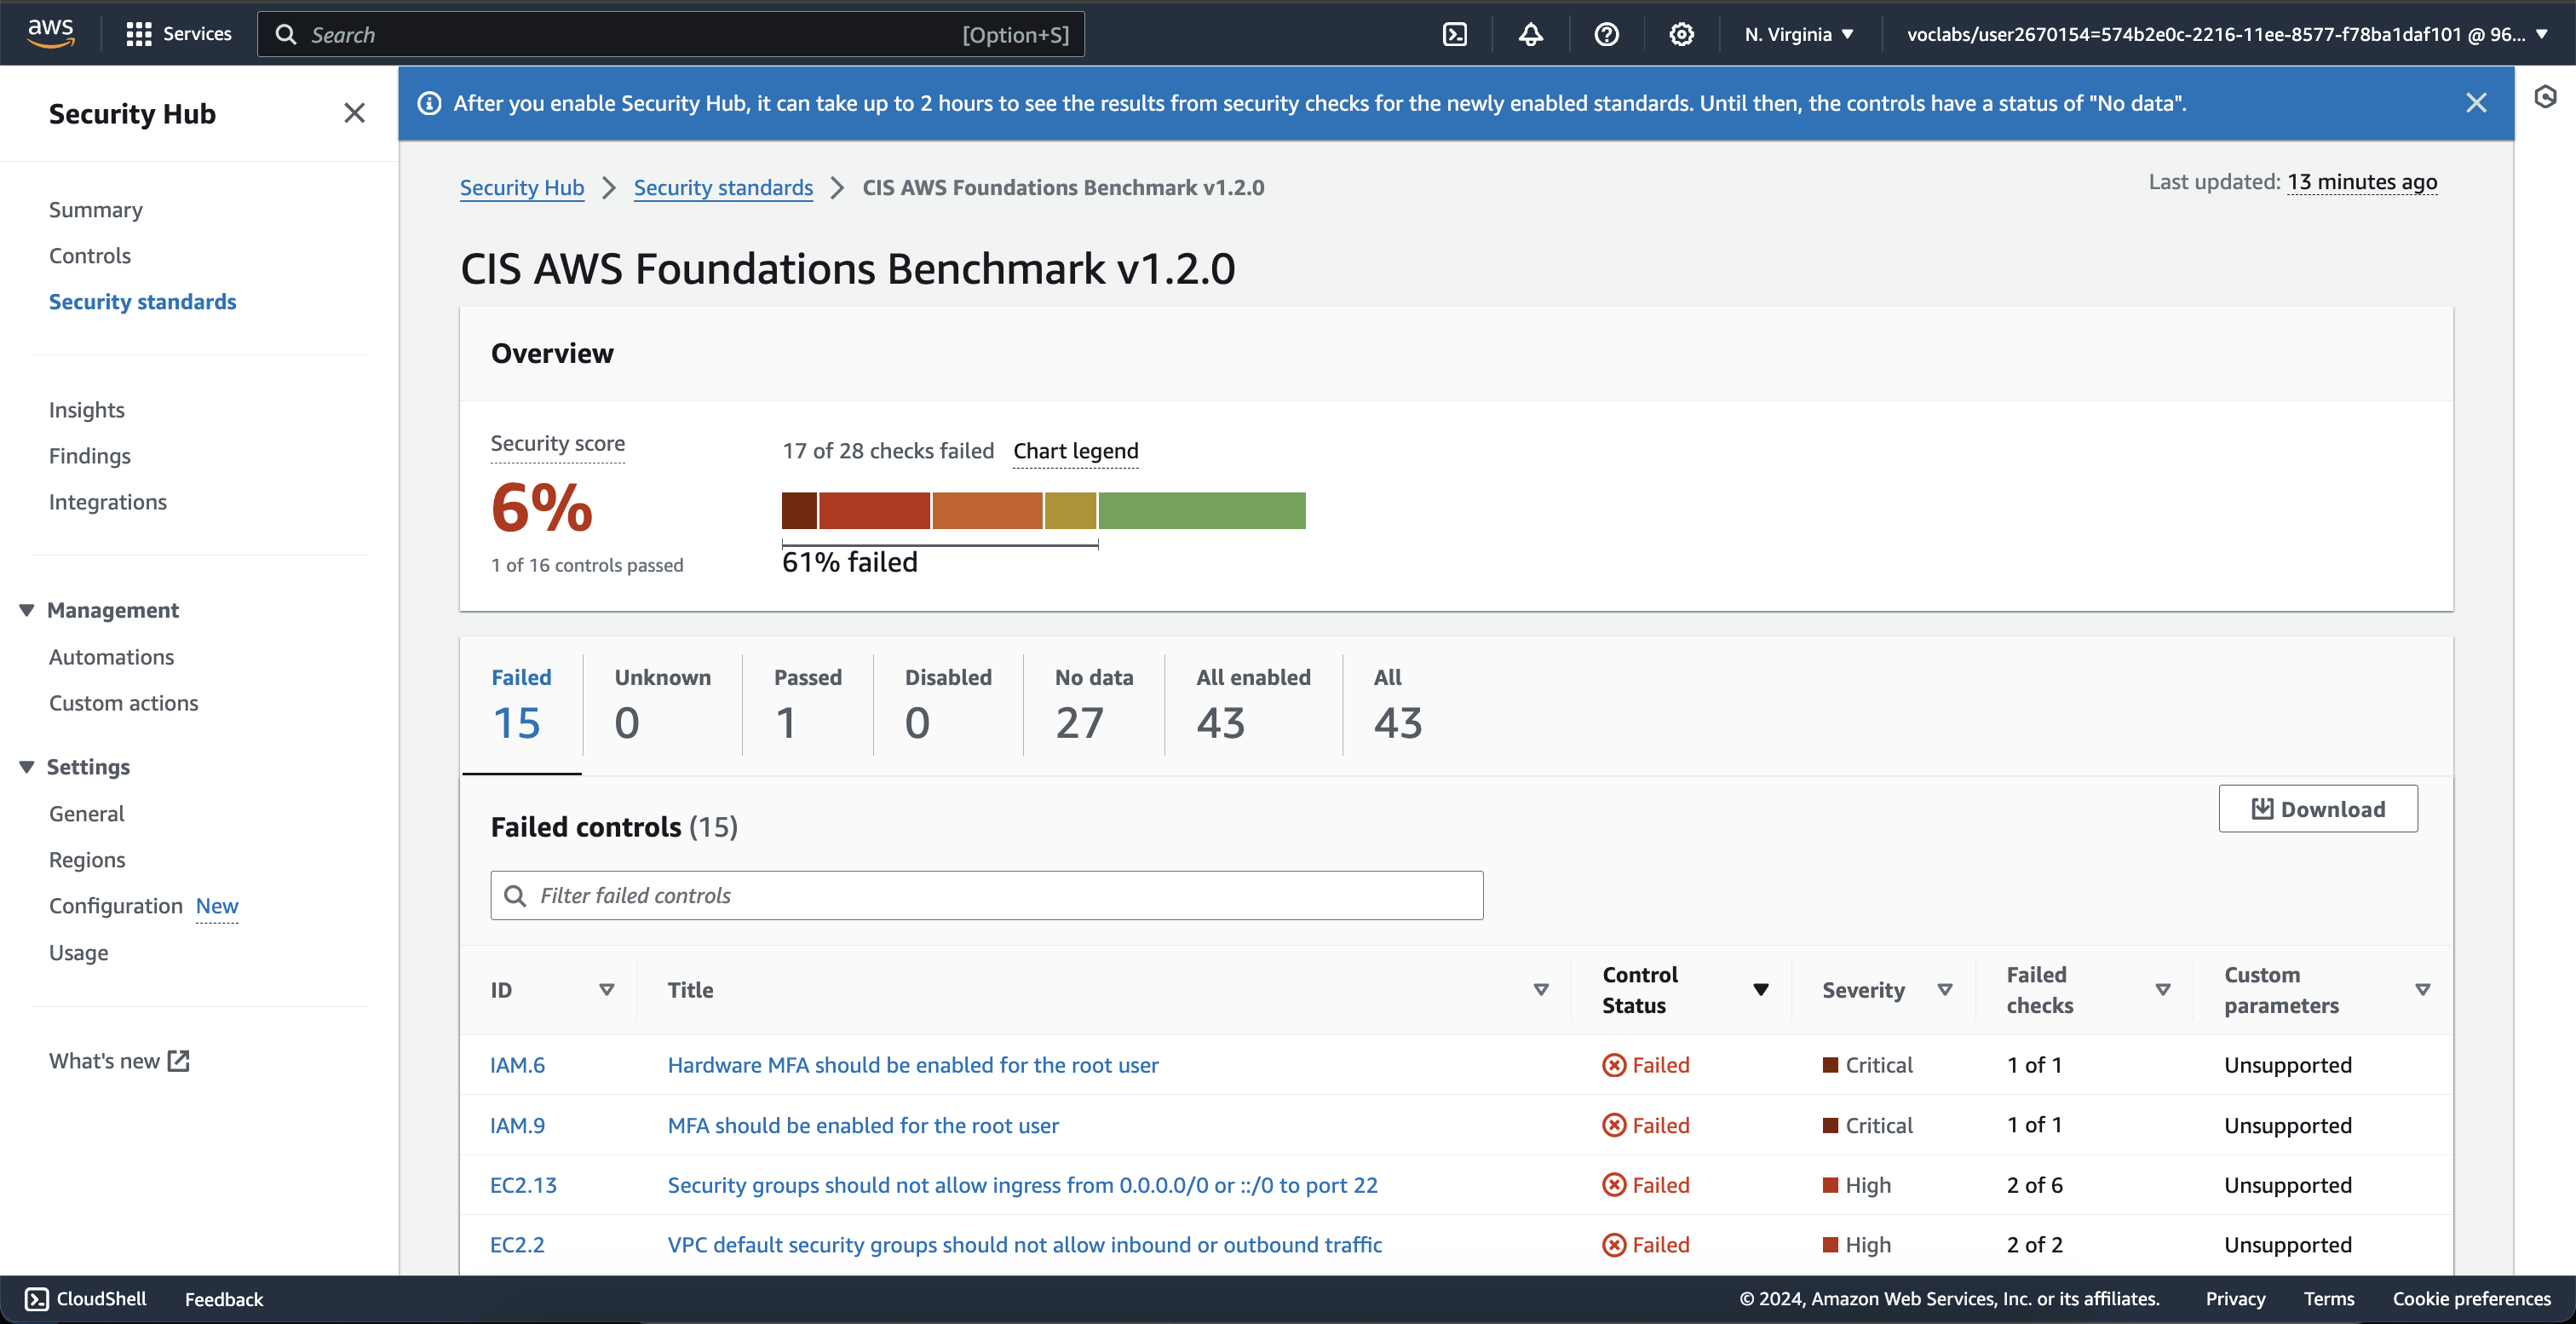 aws
Services
Search [Option+S]
N. Virginia
voclabs/user2670154=574b2e0c-2216-11ee-8577-f78ba1daf101 @ 96...
Security Hub
Summary
Controls
Security standards
Insights
Findings
Integrations
Management
Automations
Custom actions
Settings
General
Regions
Configuration New
Usage
What's new
After you enable Security Hub, it can take up to 2 hours to see the results from security checks for the newly enabled standards. Until then, the controls have a status of "No data".
Security Hub > Security standards > CIS AWS Foundations Benchmark v1.2.0
Last updated: 13 minutes ago
CIS AWS Foundations Benchmark v1.2.0
Overview
Security score
6%
1 of 16 controls passed
17 of 28 checks failed Chart legend
61% failed
Failed
15
Unknown
0
Passed
1
Disabled
0
No data
27
All enabled
43
All
43
Failed controls (15)
Download
Filter failed controls
ID Title Control Status Severity Failed checks Custom parameters
IAM.6 Hardware MFA should be enabled for the root user Failed Critical 1 of 1 Unsupported
IAM.9 MFA should be enabled for the root user Failed Critical 1 of 1 Unsupported
EC2.13 Security groups should not allow ingress from 0.0.0.0/0 or ::/0 to port 22 Failed High 2 of 6 Unsupported
EC2.2 VPC default security groups should not allow inbound or outbound traffic Failed High 2 of 2 Unsupported
CloudShell Feedback
© 2024, Amazon Web Services, Inc. or its affiliates. Privacy Terms Cookie preferences